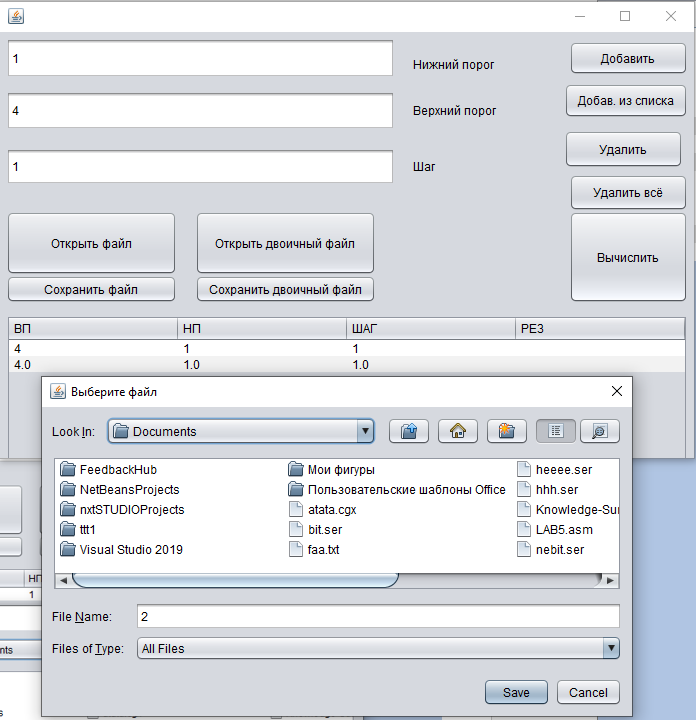 1
Нижний порог
Добавить
4
Верхний порог
Добав. из списка
Удалить
1
Шаг
Удалить всё
Открыть файл
Открыть двоичный файл
Вычислить
Сохранить файл
Сохранить двоичный файл
ВП НП ШАГ РЕЗ
4 1 1
4.0 1.0 1.0
Выберите файл
Look In: Documents
FeedbackHub Мои фигуры heeee.ser
NetBeansProjects Пользовательские шаблоны Office hhh.ser
nxtSTUDIOProjects atata.cgx Knowledge-Sur
ttt1 bit.ser LAB5.asm
Visual Studio 2019 faa.txt nebit.ser
НП
1
File Name: 2
nts
Files of Type: All Files
Save Cancel